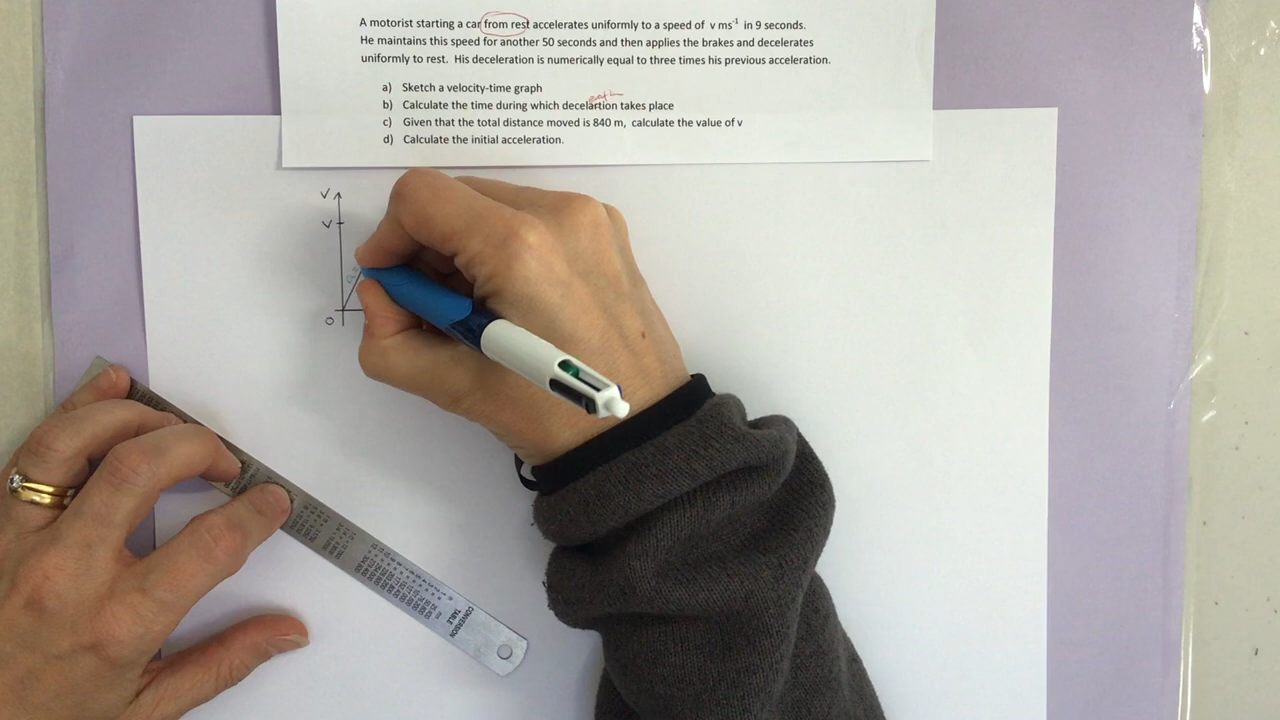 A motorist starting a car from rest accelerates uniformly to a speed of v ms⁻¹ in 9 seconds.
He maintains this speed for another 50 seconds and then applies the brakes and decelerates
uniformly to rest. His deceleration is numerically equal to three times his previous acceleration.
a) Sketch a velocity-time graph
b) Calculate the time during which decelartion takes place
c) Given that the total distance moved is 840 m, calculate the value of v
d) Calculate the initial acceleration.
V
V
O
CONVERSION
TABLE